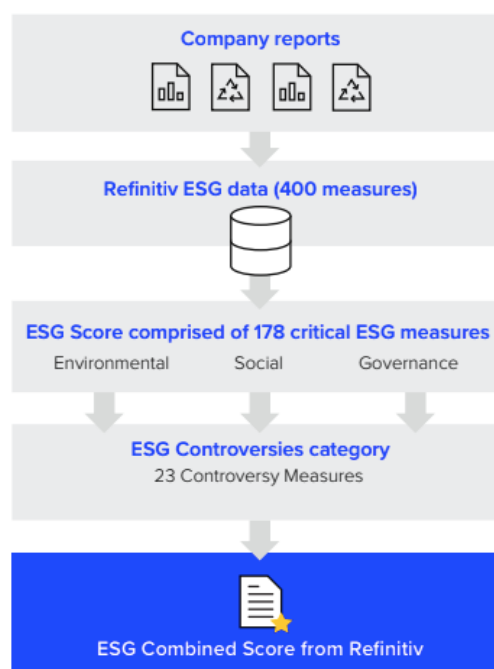 Company reports
Refinitiv ESG data (400 measures)
ESG Score comprised of 178 critical ESG measures
Environmental Social Governance
ESG Controversies category
23 Controversy Measures
ESG Combined Score from Refinitiv